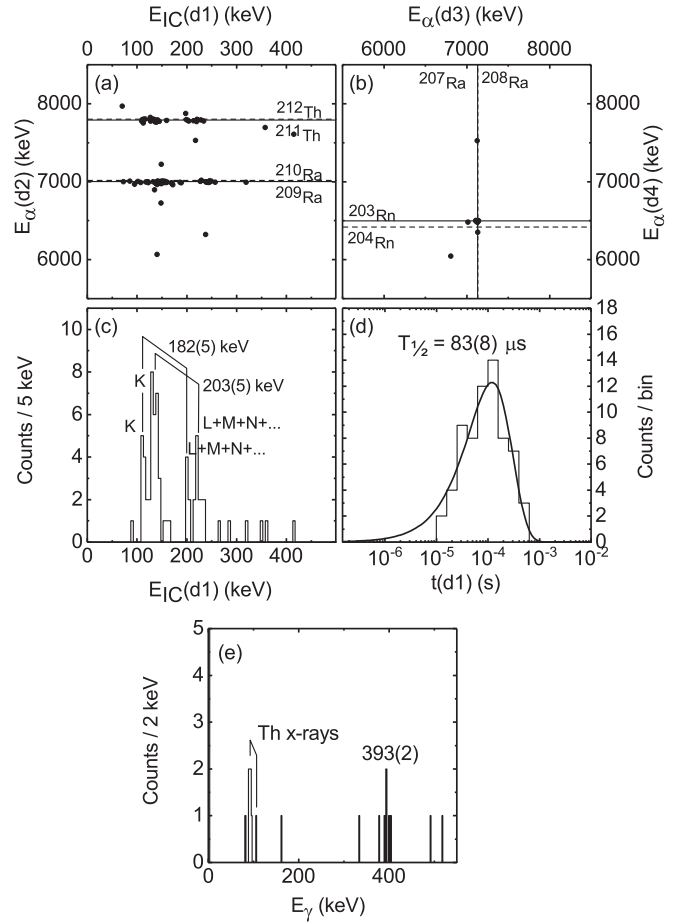 E_IC(d1) (keV) E_α(d3) (keV)
0 100 200 300 400 6000 7000 8000
(a) (b) ²⁰⁷Ra ²⁰⁸Ra
8000 8000
²¹²Th
²¹¹Th
7000 7000
²¹⁰Ra
²⁰⁹Ra
²⁰³Rn
²⁰⁴Rn
6000 6000
E_α(d2) (keV) E_α(d4) (keV)
(c) (d)
10 18
8 16
6 14
4 12
2 10
0 8
6
4
2
0
182(5) keV T½ = 83(8) μs
K 203(5) keV
K L+M+N+...
L+M+N+...
Counts / 5 keV Counts / bin
0 100 200 300 400 10⁻⁶ 10⁻⁵ 10⁻⁴ 10⁻³ 10⁻²
E_IC(d1) (keV) t(d1) (s)
5 (e)
4
3
2
1
0
Th x-rays
393(2)
Counts / 2 keV
0 200 400
E_γ (keV)